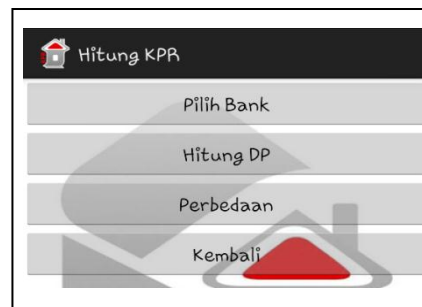 Hitung KPR
Pilih Bank
Hitung DP
Perbedaan
Kembali